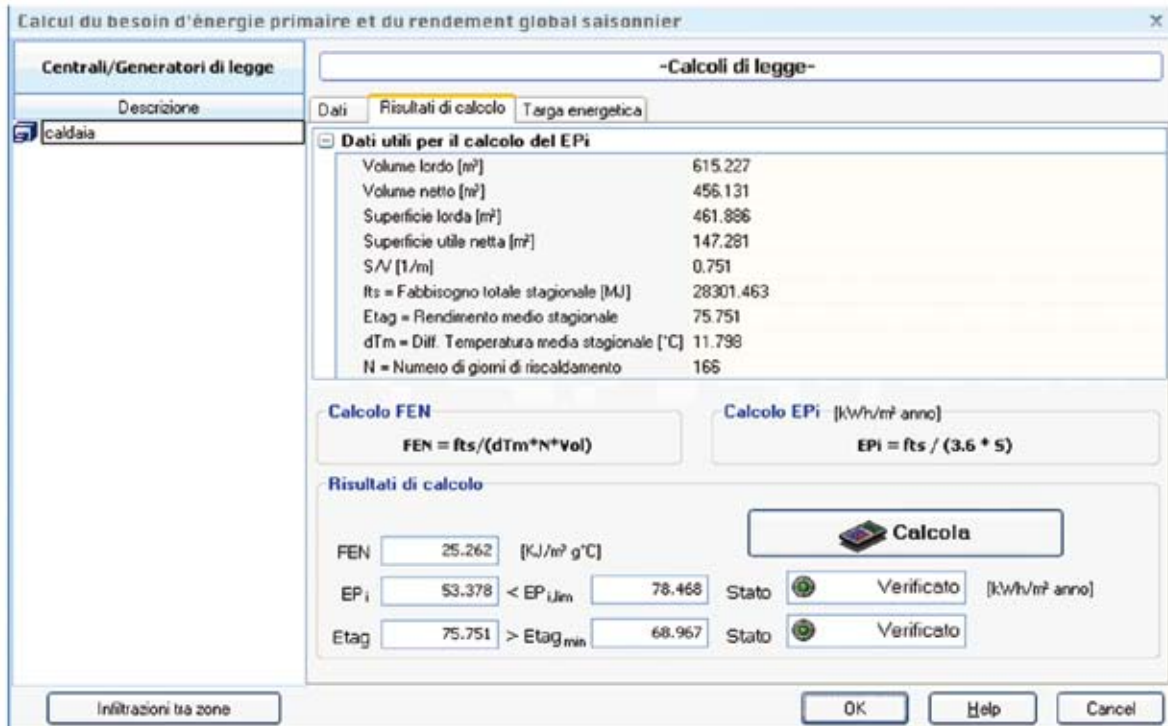 Calcul du besoin d'énergie primaire et du rendement global saisonnier
Centrali/Generatori di legge
Descrizione
caldaia
-Calcoli di legge-
Dati Risultati di calcolo Targa energetica
Dati utili per il calcolo del EPi
Volume lordo [m³] 615.227
Volume netto [m³] 456.131
Superficie lorda [m²] 461.886
Superficie utile netta [m²] 147.281
S/V [1/m] 0.751
fts = Fabbisogno totale stagionale [MJ] 28301.463
Etag = Rendimento medio stagionale 75.751
dTm = Diff. Temperatura media stagionale [°C] 11.798
N = Numero di giorni di riscaldamento 166
Calcolo FEN
FEN = fts/(dTm*N*Vol)
Calcolo EPi [kWh/m² anno]
EPi = fts / (3.6 * S)
Risultati di calcolo
Calcola
FEN 25.262 [KJ/m³ g°C]
EPi 53.378 < EPi,lim 78.468 Stato Verificato [kWh/m² anno]
Etag 75.751 > Etag min 68.967 Stato Verificato
Infiltrazioni tra zone
OK Help Cancel